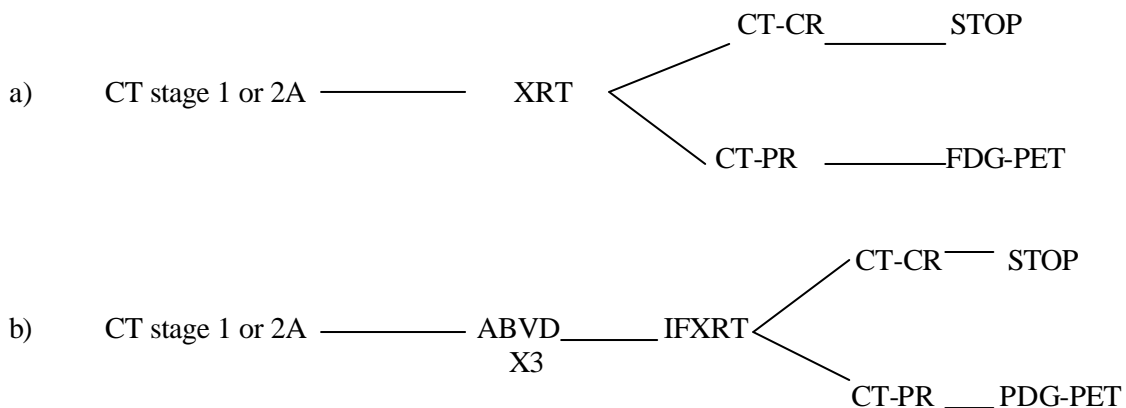 CT-CR STOP
a) CT stage 1 or 2A XRT
CT-PR FDG-PET
CT-CR STOP
b) CT stage 1 or 2A ABVD IFXRT
X3
CT-PR PDG-PET